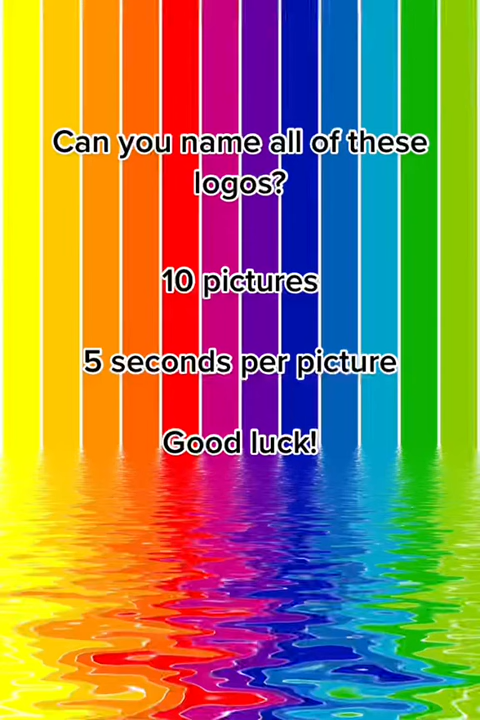 Can you name all of these
logos?
10 pictures
5 seconds per picture
Good luck!